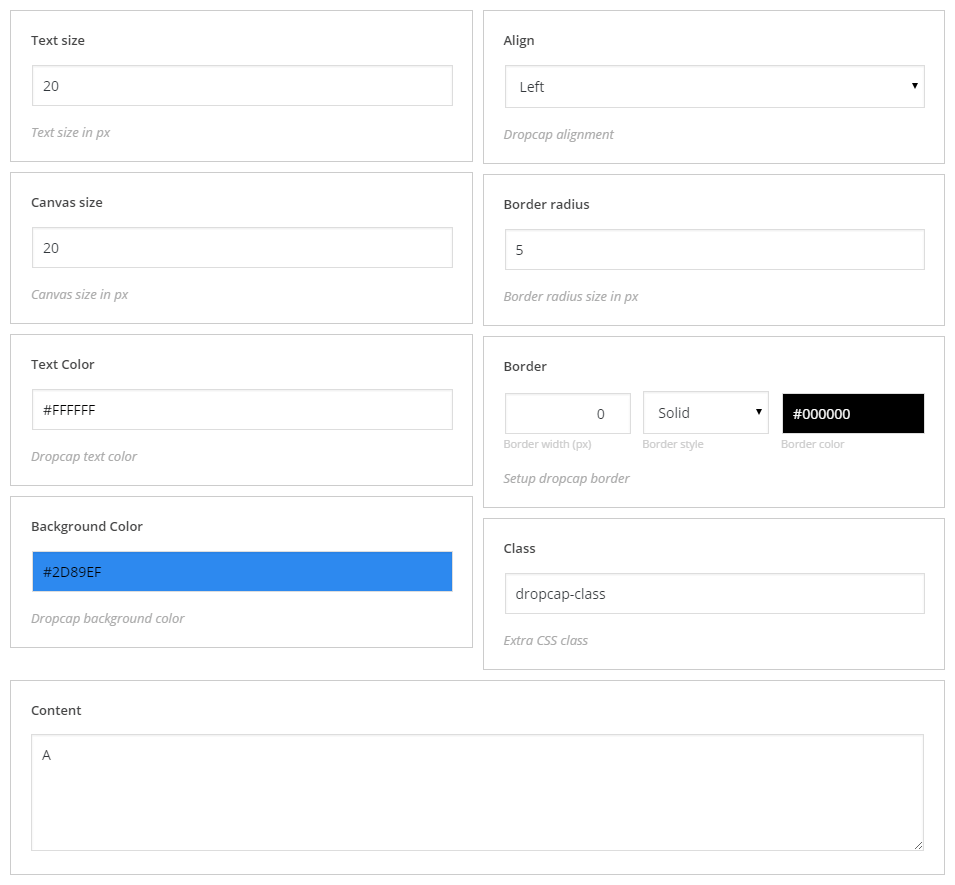 Text size
20
Text size in px
Canvas size
20
Canvas size in px
Text Color
#FFFFFF
Dropcap text color
Background Color
#2D89EF
Dropcap background color
Align
Left
Dropcap alignment
Border radius
5
Border radius size in px
Border
0 Solid #000000
Border width (px) Border style Border color
Setup dropcap border
Class
dropcap-class
Extra CSS class
Content
A